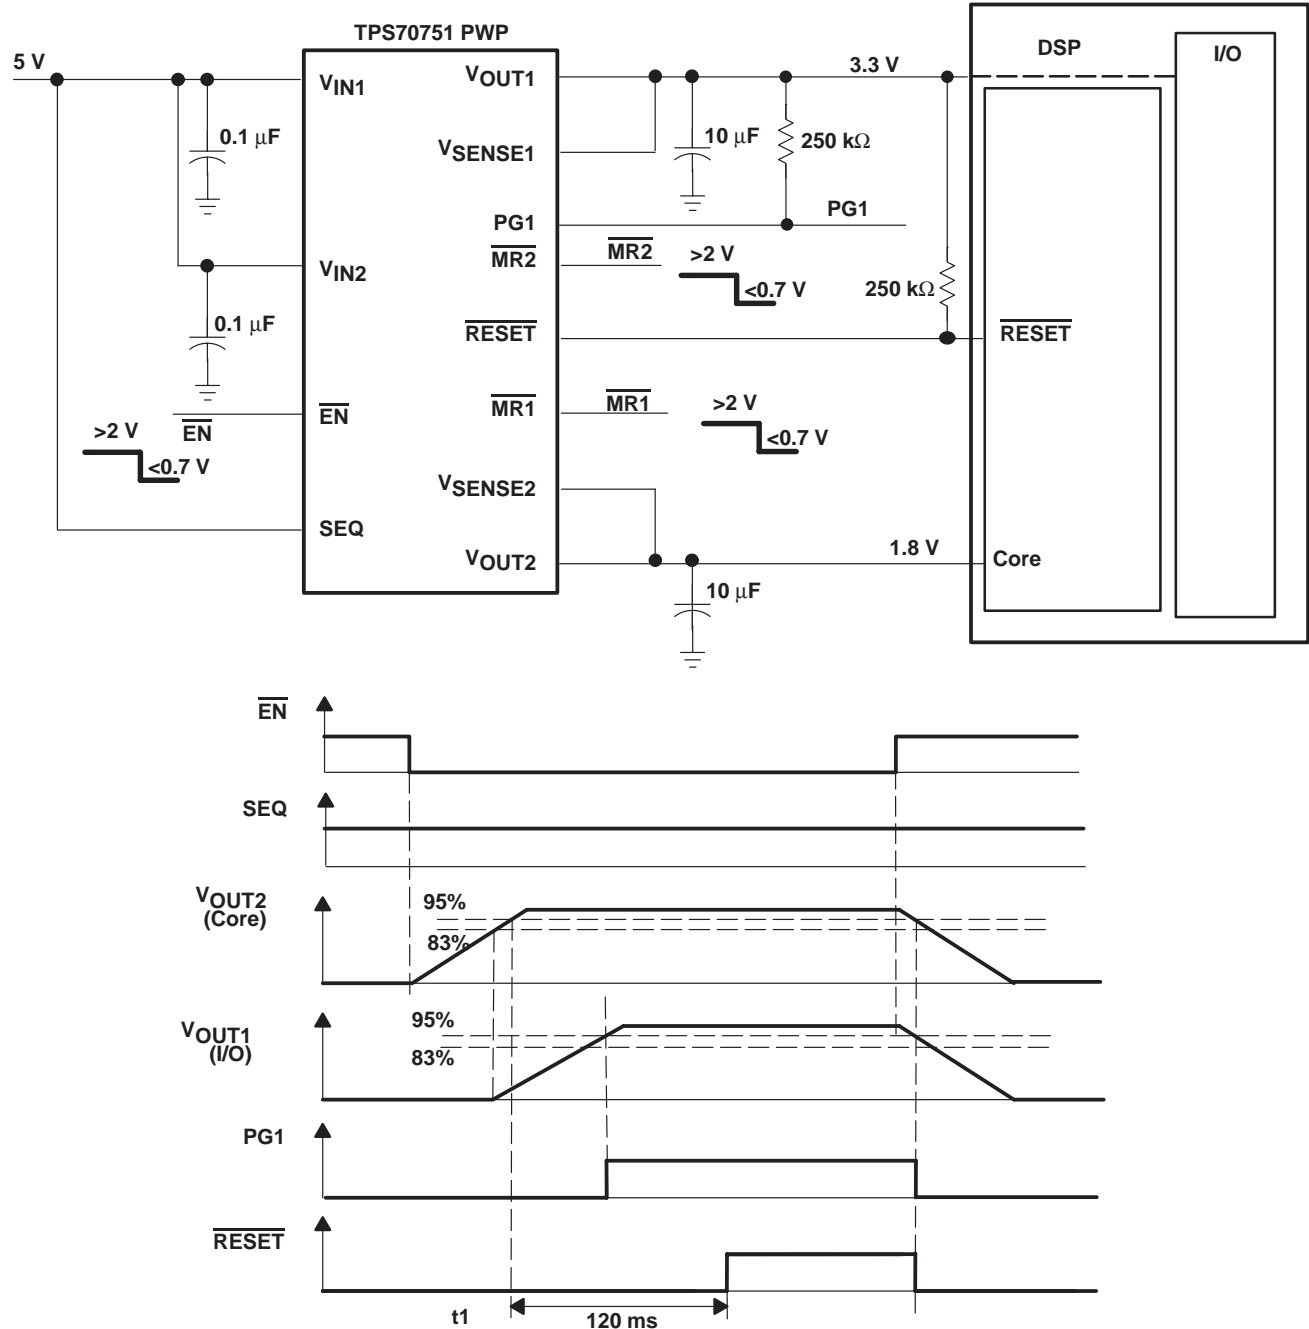 TPS70751 PWP
DSP
I/O
5 V
VIN1
VOUT1
3.3 V
0.1 μF
VSENSE1
10 μF
250 kΩ
PG1
PG1
VIN2
MR2
MR2
>2 V
<0.7 V
250 kΩ
0.1 μF
RESET
RESET
EN
EN
>2 V
<0.7 V
MR1
MR1
>2 V
<0.7 V
VSENSE2
SEQ
VOUT2
1.8 V
Core
10 μF
EN
SEQ
VOUT2
(Core)
95%
83%
VOUT1
(I/O)
95%
83%
PG1
RESET
t1
120 ms